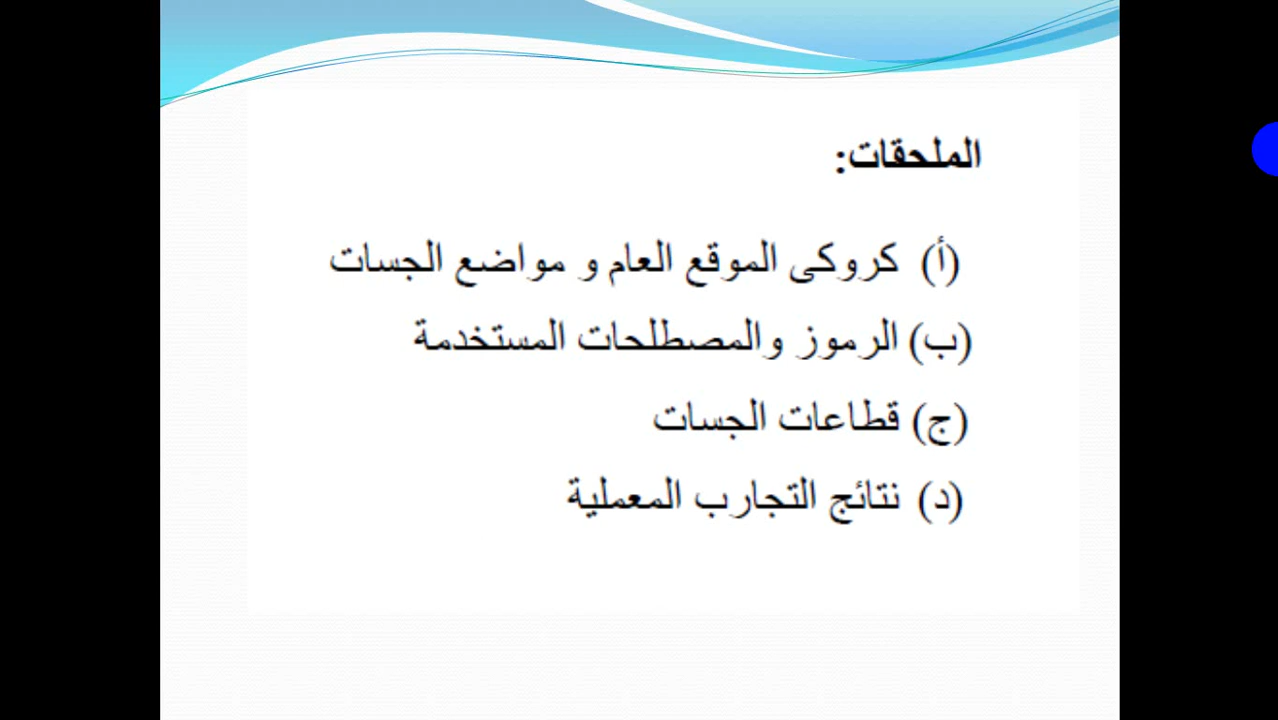 الملحقات:
(أ) كروكى الموقع العام و مواضع الجسات
(ب) الرموز والمصطلحات المستخدمة
(ج) قطاعات الجسات
(د) نتائج التجارب المعملية